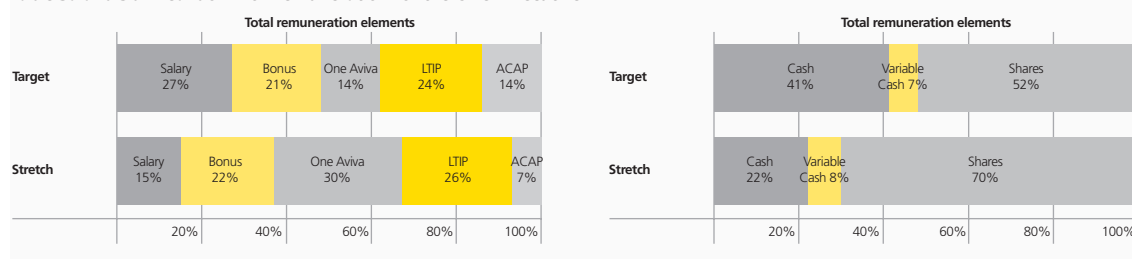 Total remuneration elements
Target
Salary 27%
Bonus 21%
One Aviva 14%
LTIP 24%
ACAP 14%
Stretch
Salary 15%
Bonus 22%
One Aviva 30%
LTIP 26%
ACAP 7%
20% 40% 60% 80% 100%
Total remuneration elements
Target
Cash 41%
Variable Cash 7%
Shares 52%
Stretch
Cash 22%
Variable Cash 8%
Shares 70%
20% 40% 60% 80% 100%